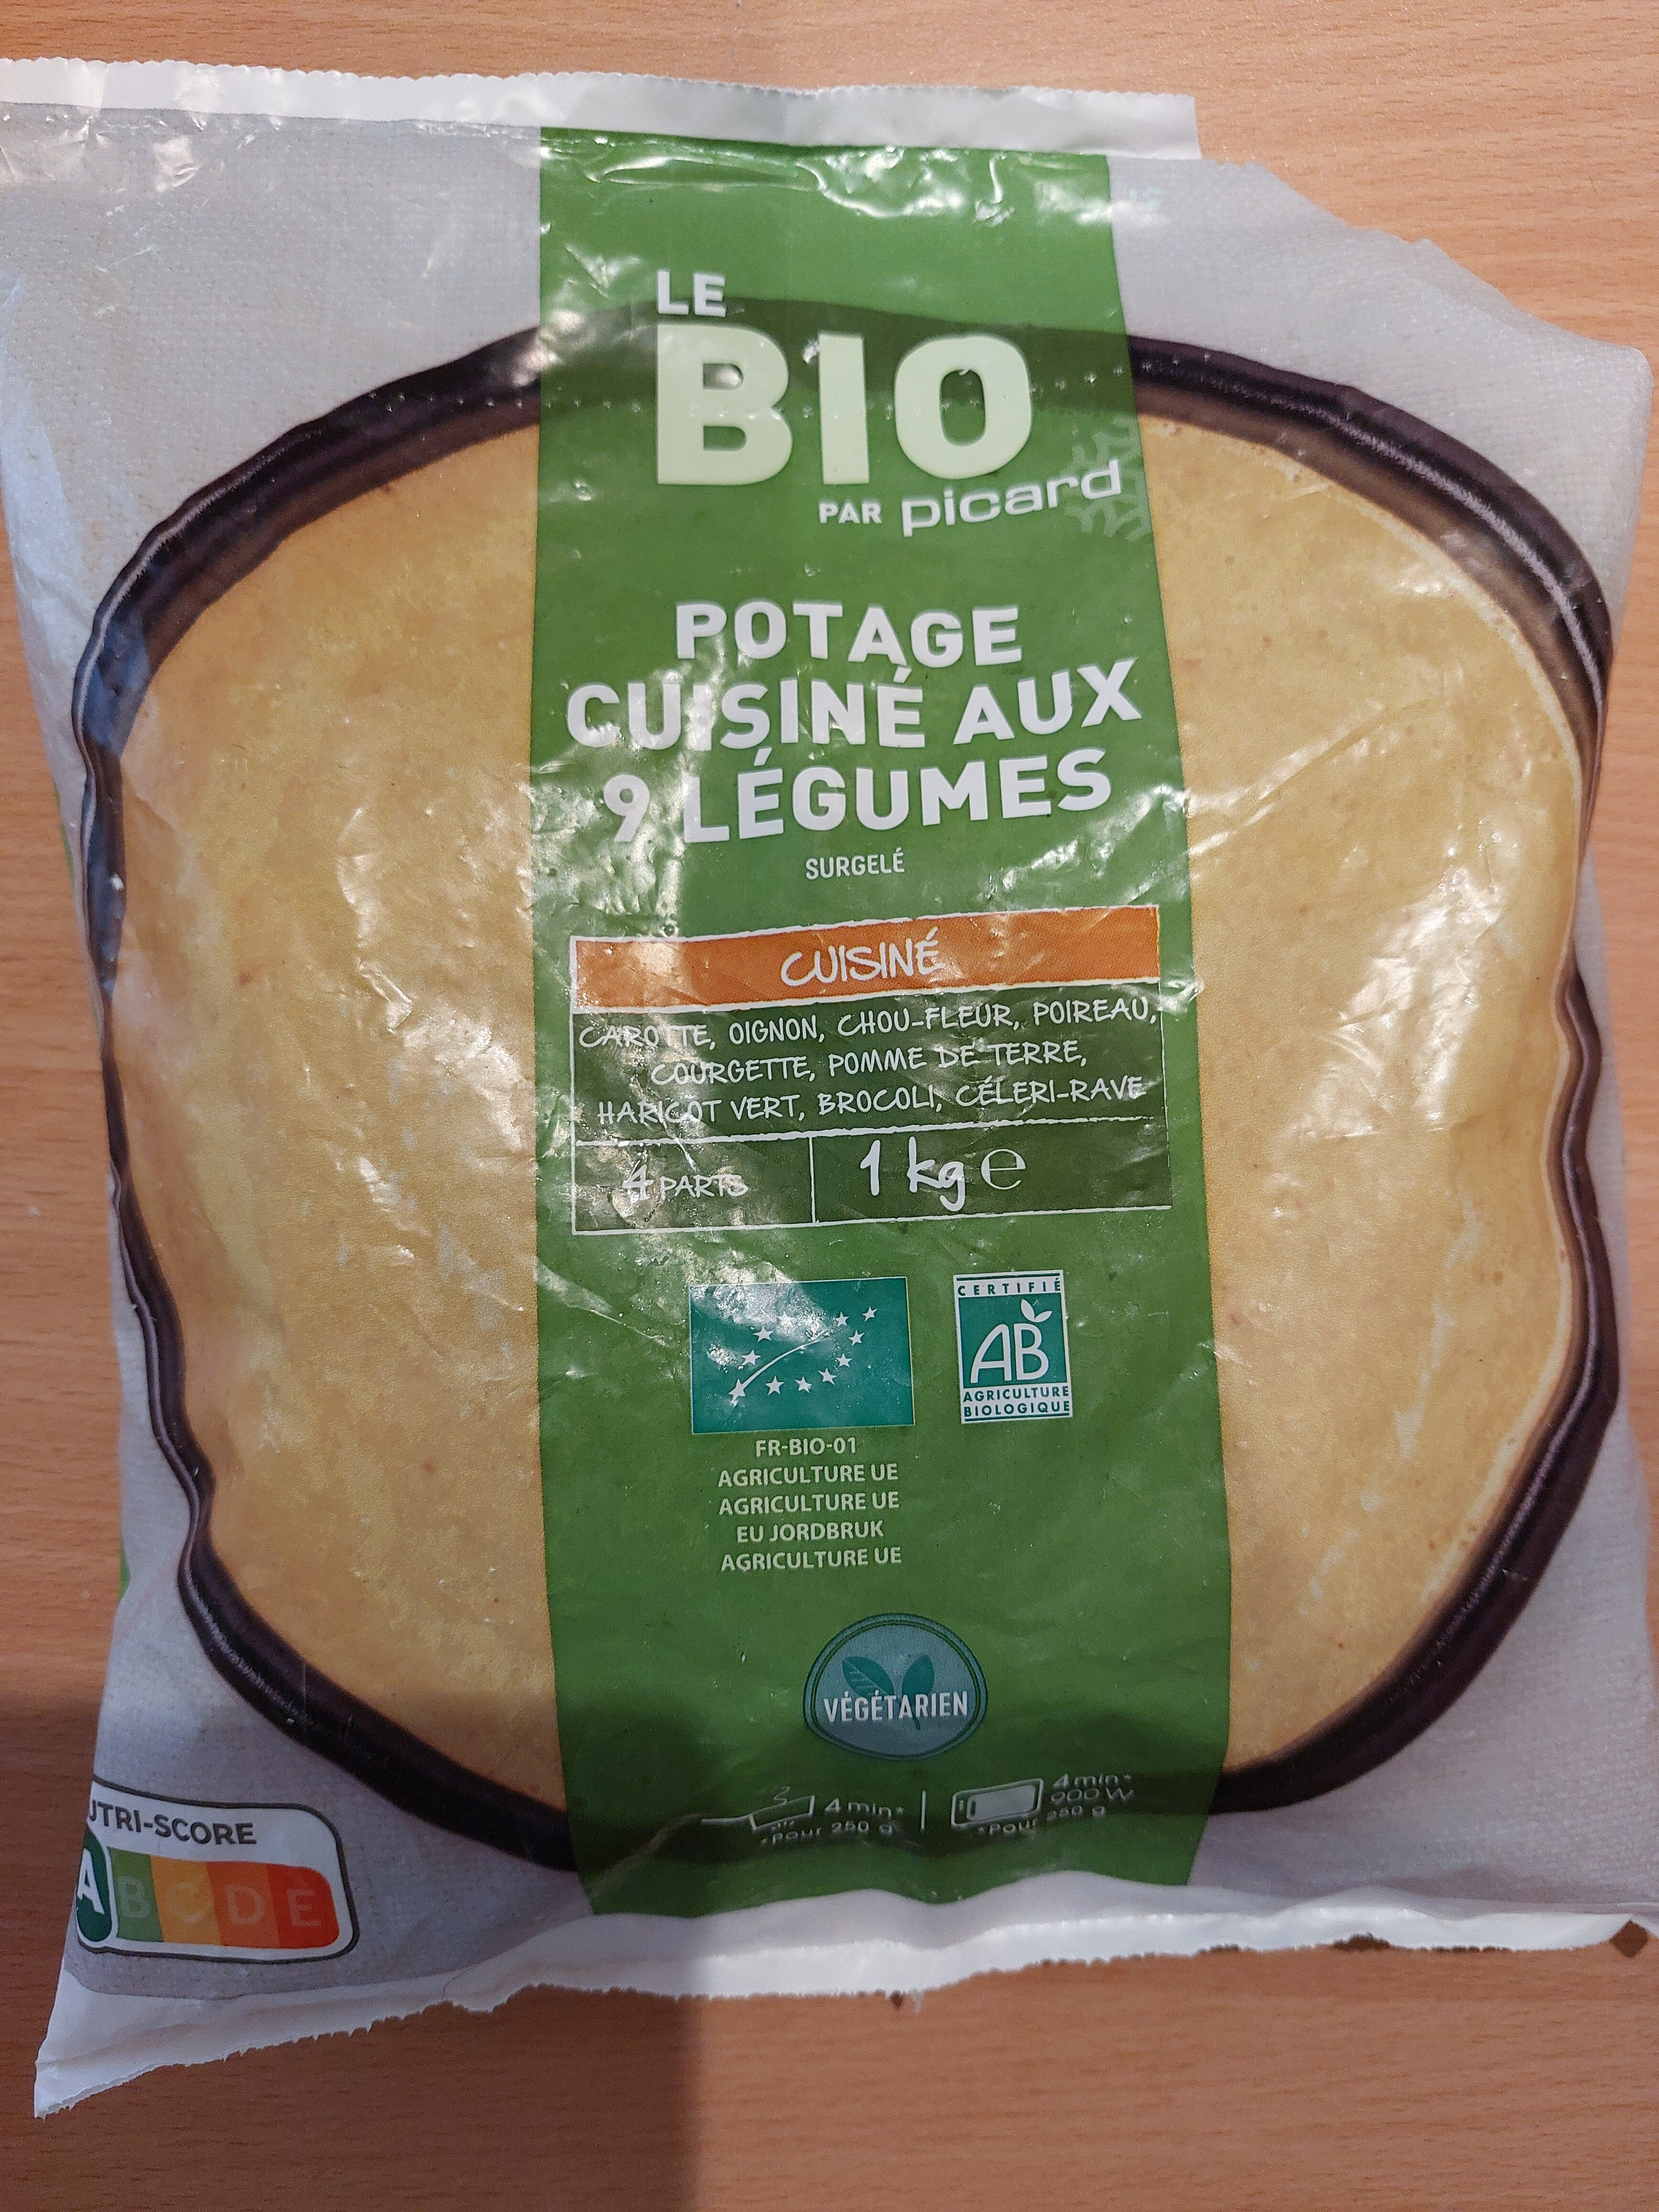 LE
BIO
PAR picard
POTAGE
CUISINÉ AUX
9 LÉGUMES
SURGELÉ
CUISINÉ
CAROTTE, OIGNON, CHOU-FLEUR, POIREAU,
COURGETTE, POMME DE TERRE,
HARICOT VERT, BROCOLI, CÉLERI-RAVE
4 PARTS
1 kg e
CERTIFIÉ
AB
AGRICULTURE
BIOLOGIQUE
FR-BIO-01
AGRICULTURE UE
AGRICULTURE UE
EU JORDBRUK
AGRICULTURE UE
VÉGÉTARIEN
4 min*
*pour 250 g
4 min*
900 W
*pour 250 g
UTRI-SCORE
A B C D E